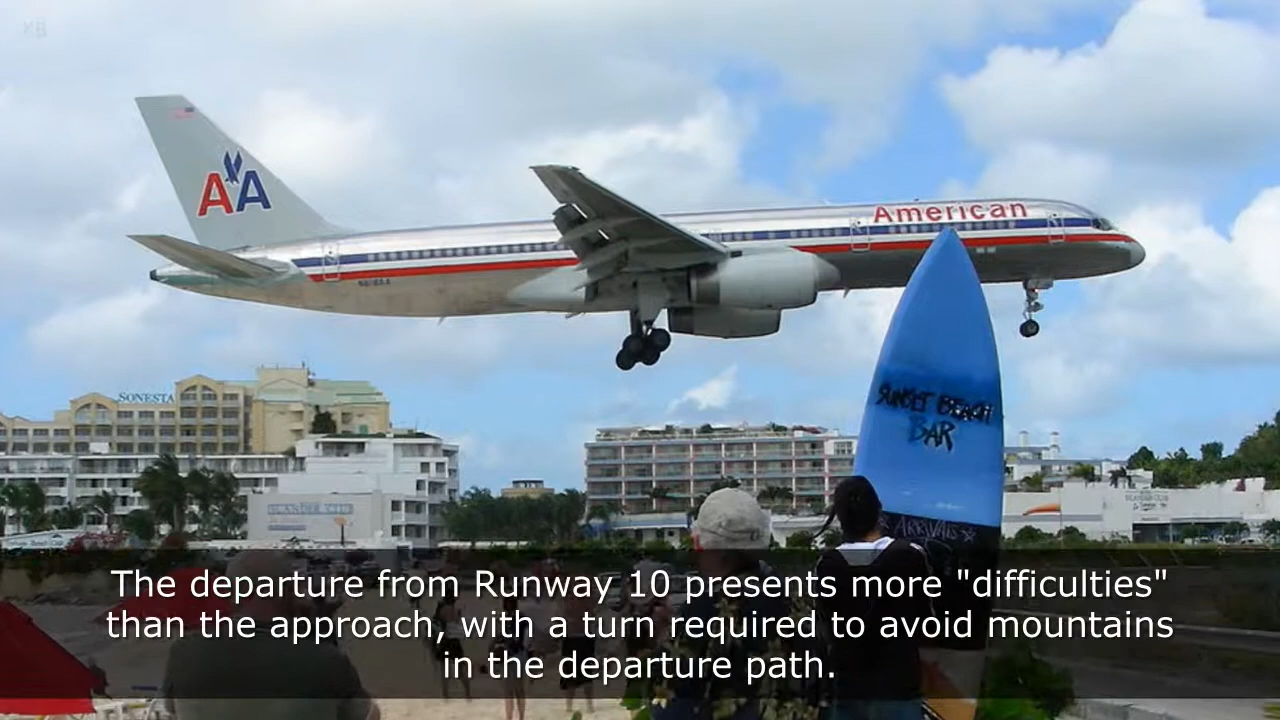 AA
American
SONESTA
SUNSET BEACH
BAR
ARRIVALS
The departure from Runway 10 presents more "difficulties"
than the approach, with a turn required to avoid mountains
in the departure path.